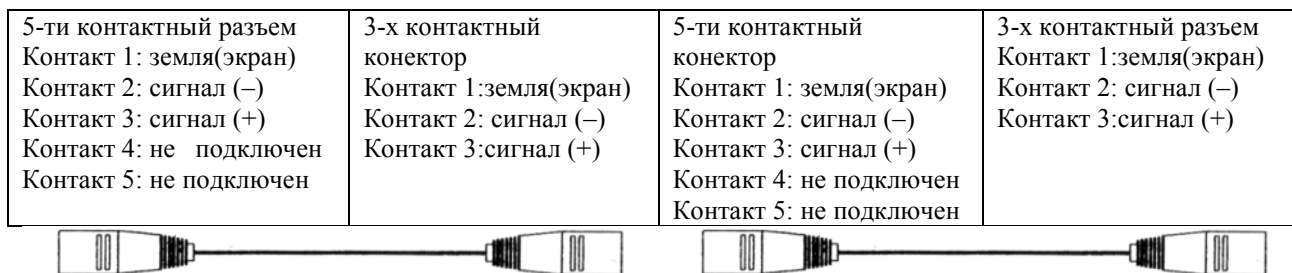 5-ти контактный разъем
Контакт 1: земля(экран)
Контакт 2: сигнал (–)
Контакт 3: сигнал (+)
Контакт 4: не подключен
Контакт 5: не подключен
3-х контактный
конектор
Контакт 1:земля(экран)
Контакт 2: сигнал (–)
Контакт 3:сигнал (+)
5-ти контактный
конектор
Контакт 1: земля(экран)
Контакт 2: сигнал (–)
Контакт 3: сигнал (+)
Контакт 4: не подключен
Контакт 5: не подключен
3-х контактный разъем
Контакт 1:земля(экран)
Контакт 2: сигнал (–)
Контакт 3:сигнал (+)